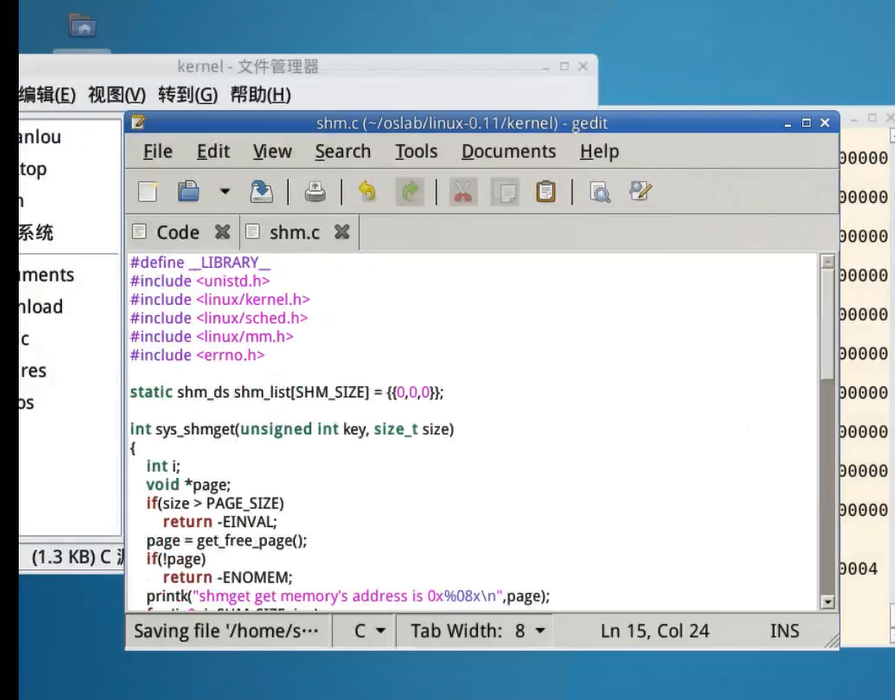 kernel - 文件管理器
编辑(E) 视图(V) 转到(G) 帮助(H)
shm.c (~/oslab/linux-0.11/kernel) - gedit
File Edit View Search Tools Documents Help
Code shm.c
#define __LIBRARY__
#include <unistd.h>
#include <linux/kernel.h>
#include <linux/sched.h>
#include <linux/mm.h>
#include <errno.h>
static shm_ds shm_list[SHM_SIZE] = {{0,0,0}};
int sys_shmget(unsigned int key, size_t size)
{
int i;
void *page;
if(size > PAGE_SIZE)
return -EINVAL;
page = get_free_page();
if(!page)
return -ENOMEM;
printk("shmget get memory's address is 0x%08x\n",page);
Saving file '/home/s··· C Tab Width: 8 Ln 15, Col 24 INS
anlou
top
n
系统
uments
nload
c
res
os
(1.3 KB) C
00000
00000
00000
00000
00000
00000
00000
00000
00000
00000
0004